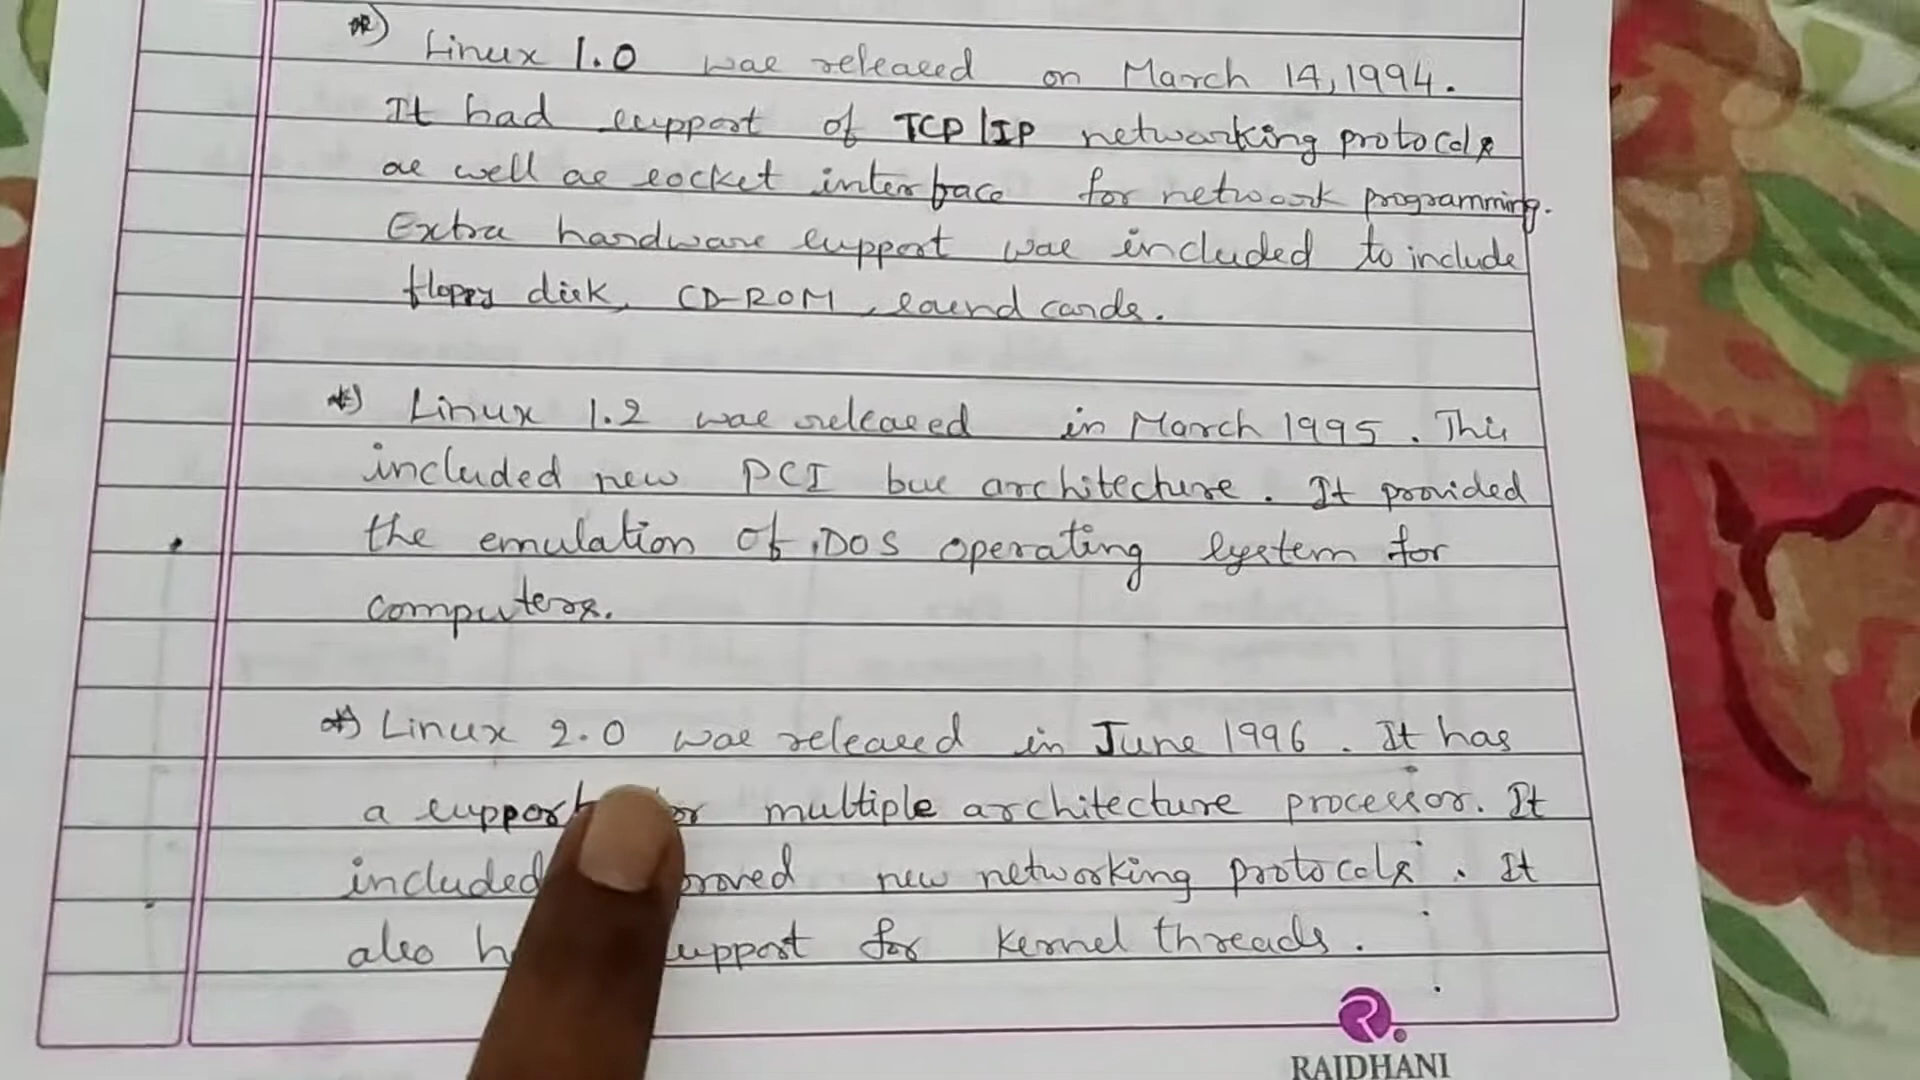 *) Linux 1.0 was released on March 14, 1994.
It had support of TCP/IP networking protocols
as well as socket interface for network programming.
Extra hardware support was included to include
floppy disk, CD-ROM, sound cards.
*) Linux 1.2 was released in March 1995. This
included new PCI bus architecture. It provided
the emulation of DOS operating system for
computers.
*) Linux 2.0 was released in June 1996. It has
a support multiple architecture processor. It
included new networking protocols. It
also for kernel threads.
RAJDHANI